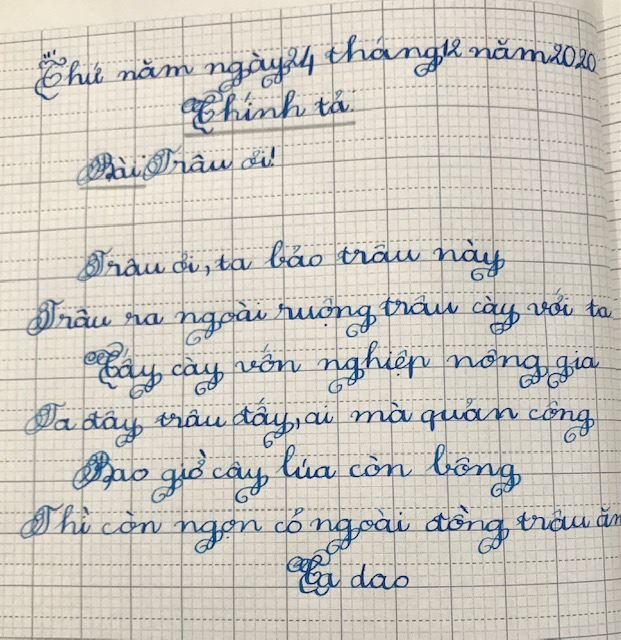 Thứ năm ngày 24 tháng 12 năm 2020
Chính tả
Bài Trâu ơi!
Trâu ơi, ta bảo trâu này
Trâu ra ngoài ruộng trâu cày với ta
Cấy cày vốn nghiệp nông gia
Ta đây trâu đấy, ai mà quản công
Bao giờ cây lúa còn bông
Thì còn ngọn cỏ ngoài đồng trâu ăn
Ca dao